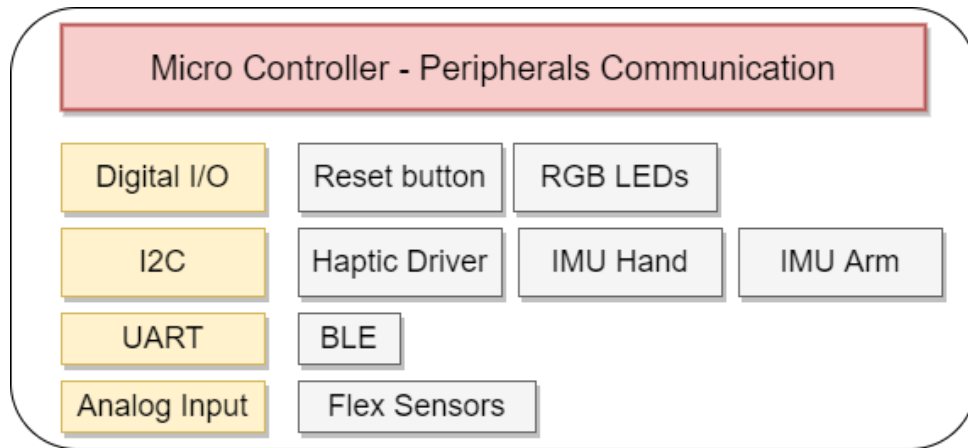 Micro Controller - Peripherals Communication
Digital I/O Reset button RGB LEDs
I2C Haptic Driver IMU Hand IMU Arm
UART BLE
Analog Input Flex Sensors